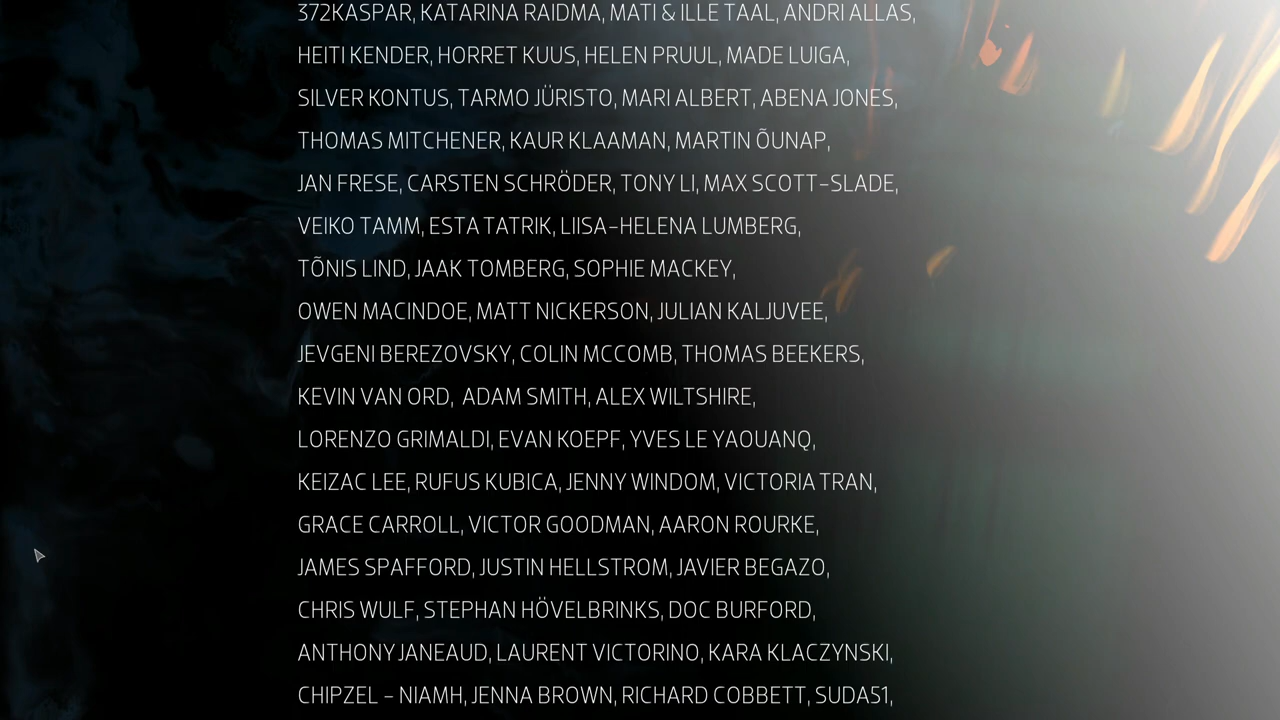 372KASPAR, KATARINA RAIDMA, MATI & ILLE TAAL, ANDRI ALLAS,
HEITI KENDER, HORRET KUUS, HELEN PRUUL, MADE LUIGA,
SILVER KONTUS, TARMO JÜRISTO, MARI ALBERT, ABENA JONES,
THOMAS MITCHENER, KAUR KLAAMAN, MARTIN ÕUNAP,
JAN FRESE, CARSTEN SCHRÖDER, TONY LI, MAX SCOTT-SLADE,
VEIKO TAMM, ESTA TATRIK, LIISA-HELENA LUMBERG,
TÕNIS LIND, JAAK TOMBERG, SOPHIE MACKEY,
OWEN MACINDOE, MATT NICKERSON, JULIAN KALJUVEE,
JEVGENI BEREZOVSKY, COLIN MCCOMB, THOMAS BEEKERS,
KEVIN VAN ORD, ADAM SMITH, ALEX WILTSHIRE,
LORENZO GRIMALDI, EVAN KOEPF, YVES LE YAOUANQ,
KEIZAC LEE, RUFUS KUBICA, JENNY WINDOM, VICTORIA TRAN,
GRACE CARROLL, VICTOR GOODMAN, AARON ROURKE,
JAMES SPAFFORD, JUSTIN HELLSTROM, JAVIER BEGAZO,
CHRIS WULF, STEPHAN HÖVELBRINKS, DOC BURFORD,
ANTHONY JANEAUD, LAURENT VICTORINO, KARA KLACZYNSKI,
CHIPZEL - NIAMH, JENNA BROWN, RICHARD COBBETT, SUDA51,